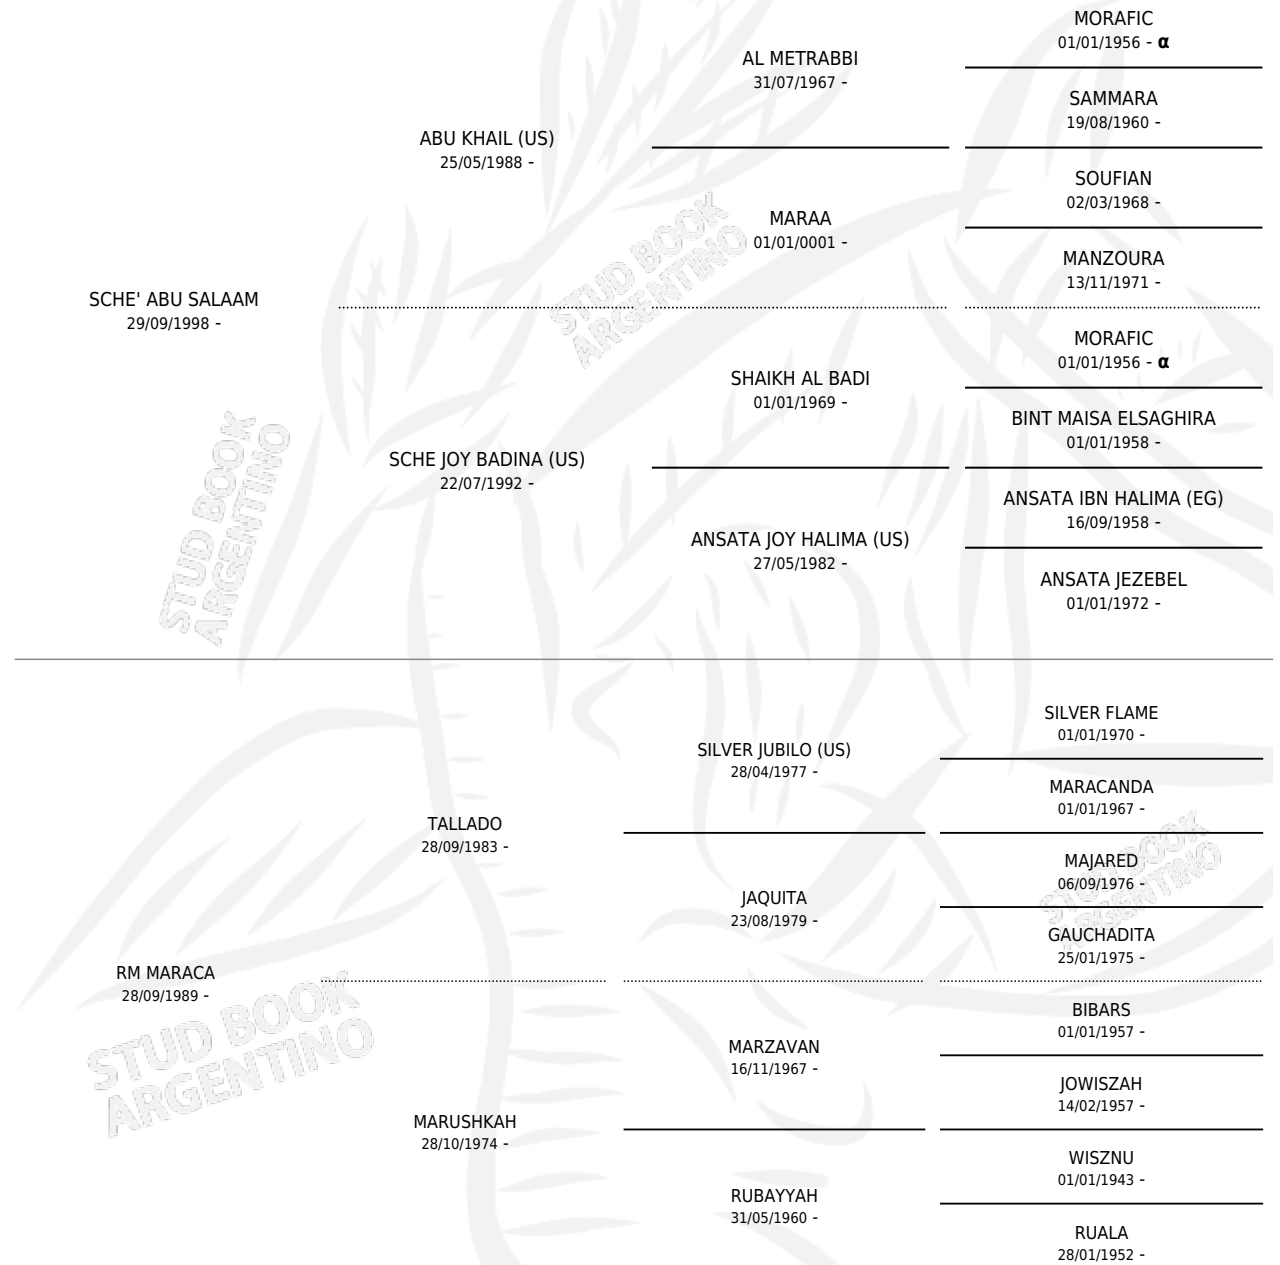 MORAFIC
01/01/1956 - α
AL METRABBI
31/07/1967 -
SAMMARA
19/08/1960 -
ABU KHAIL (US)
25/05/1988 -
SOUFIAN
02/03/1968 -
MARAA
01/01/0001 -
MANZOURA
13/11/1971 -
SCHE' ABU SALAAM
29/09/1998 -
MORAFIC
01/01/1956 - α
SHAIKH AL BADI
01/01/1969 -
BINT MAISA ELSAGHIRA
01/01/1958 -
SCHE JOY BADINA (US)
22/07/1992 -
ANSATA IBN HALIMA (EG)
16/09/1958 -
ANSATA JOY HALIMA (US)
27/05/1982 -
ANSATA JEZEBEL
01/01/1972 -
SILVER FLAME
01/01/1970 -
SILVER JUBILO (US)
28/04/1977 -
MARACANDA
01/01/1967 -
TALLADO
28/09/1983 -
MAJARED
06/09/1976 -
JAQUITA
23/08/1979 -
GAUCHADITA
25/01/1975 -
RM MARACA
28/09/1989 -
BIBARS
01/01/1957 -
MARZAVAN
16/11/1967 -
JOWISZAH
14/02/1957 -
MARUSHKAH
28/10/1974 -
WISZNU
01/01/1943 -
RUBAYYAH
31/05/1960 -
RUALA
28/01/1952 -
STUD BOOK
ARGENTINO
STUD BOOK
ARGENTINO
STUD BOOK
ARGENTINO
STUD BOOK
ARGENTINO